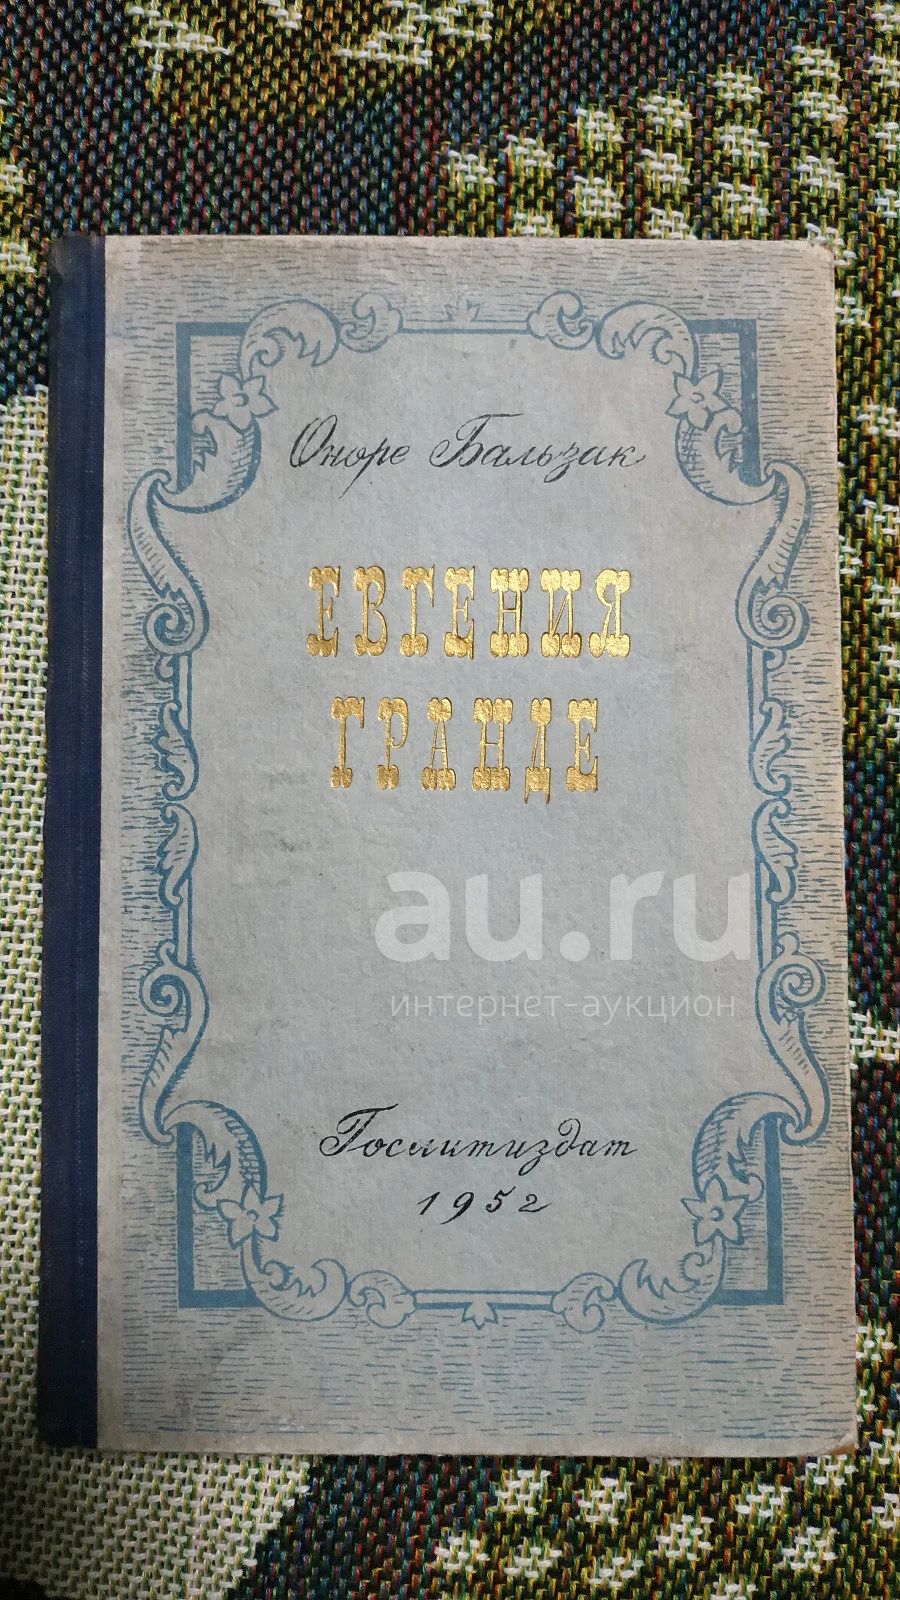 Оноре Бальзак
ЕВГЕНИЯ
ГРАНДЕ
au.ru
интернет-аукцион
Гослитиздат
1952